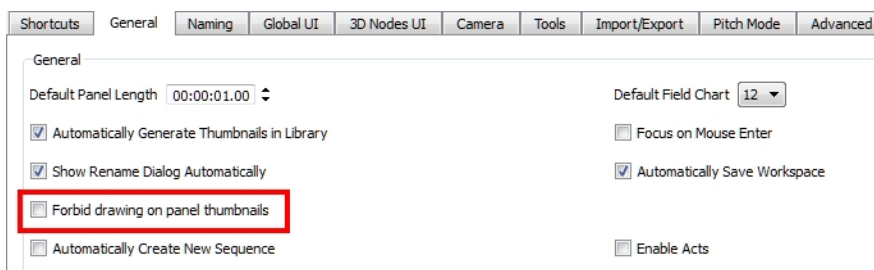 Shortcuts General Naming Global UI 3D Nodes UI Camera Tools Import/Export Pitch Mode Advanced
General
Default Panel Length 00:00:01.00 Default Field Chart 12
Automatically Generate Thumbnails in Library Focus on Mouse Enter
Show Rename Dialog Automatically Automatically Save Workspace
Forbid drawing on panel thumbnails
Automatically Create New Sequence Enable Acts